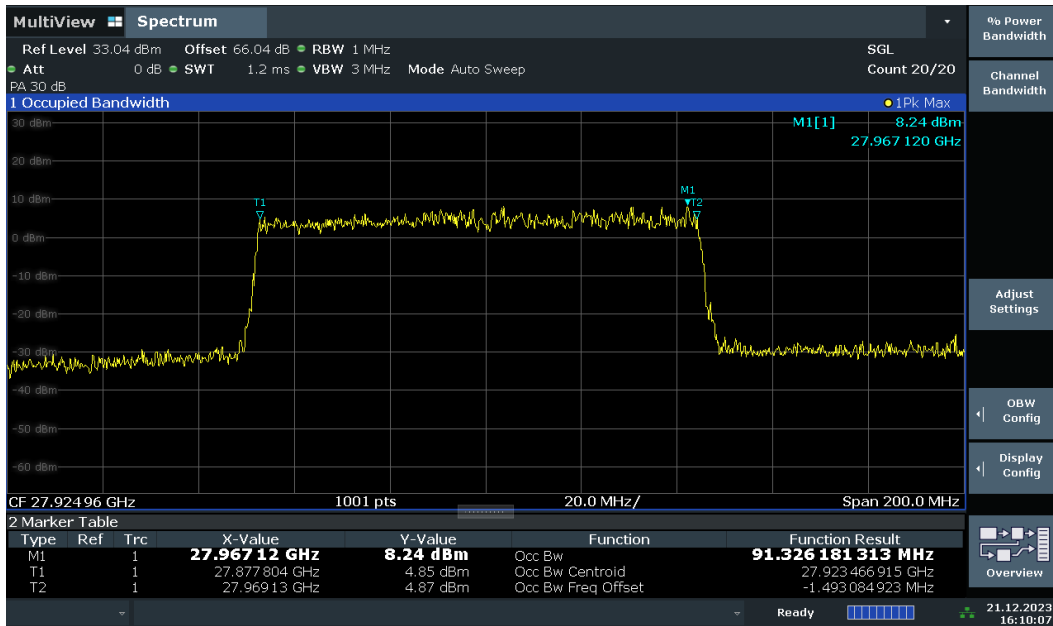 MultiView Spectrum
Ref Level 33.04 dBm Offset 66.04 dB RBW 1 MHz SGL
Att 0 dB SWT 1.2 ms VBW 3 MHz Mode Auto Sweep Count 20/20
PA 30 dB
1 Occupied Bandwidth 1Pk Max
30 dBm M1[1] 8.24 dBm
27.967 120 GHz
20 dBm
M1
10 dBm T1 T2
0 dBm
-10 dBm
-20 dBm
-30 dBm
-40 dBm
-50 dBm
-60 dBm
CF 27.92496 GHz 1001 pts 20.0 MHz/ Span 200.0 MHz
2 Marker Table
Type Ref Trc X-Value Y-Value Function Function Result
M1 1 27.96712 GHz 8.24 dBm Occ Bw 91.326 181 313 MHz
T1 1 27.877804 GHz 4.85 dBm Occ Bw Centroid 27.923 466 915 GHz
T2 1 27.96913 GHz 4.87 dBm Occ Bw Freq Offset -1.493 084 923 MHz
Ready 21.12.2023
16:10:07
% Power
Bandwidth
Channel
Bandwidth
Adjust
Settings
OBW
Config
Display
Config
Overview